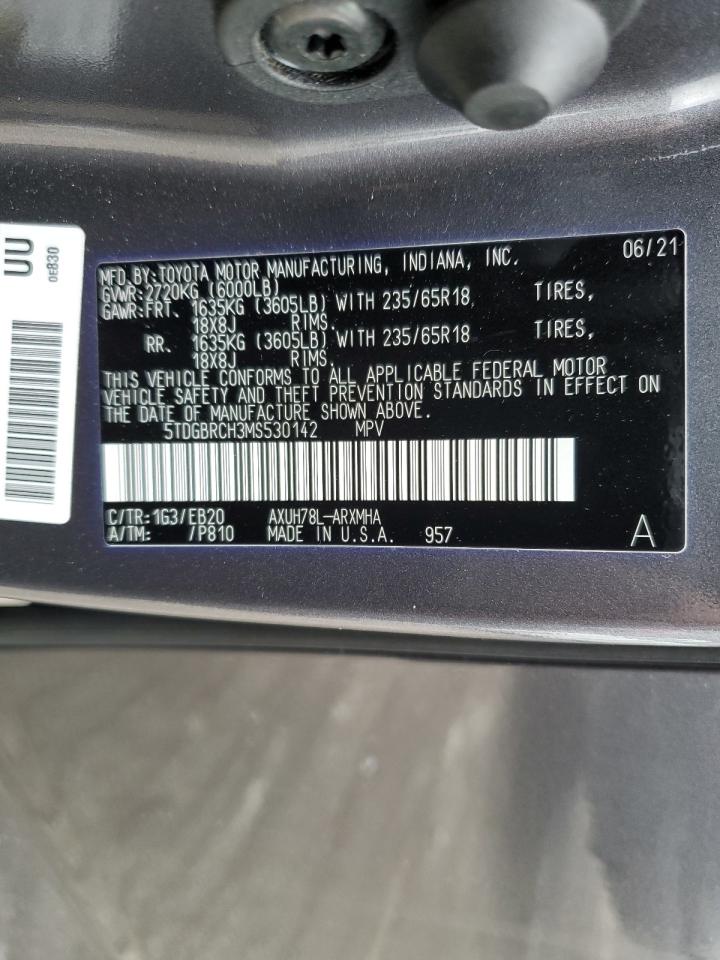 UU
0E830
06/21
MFD.BY:TOYOTA MOTOR MANUFACTURING, INDIANA, INC.
GVWR:2720KG (6000LB)
GAWR:FRT. 1635KG (3605LB) WITH 235/65R18 TIRES,
18X8J RIMS.
RR. 1635KG (3605LB) WITH 235/65R18 TIRES,
18X8J RIMS.
THIS VEHICLE CONFORMS TO ALL APPLICABLE FEDERAL MOTOR
VEHICLE SAFETY AND THEFT PREVENTION STANDARDS IN EFFECT ON
THE DATE OF MANUFACTURE SHOWN ABOVE.
5TDGBRCH3MS530142 MPV
C/TR:1G3/EB20 AXUH78L-ARXMHA
A/TM: /P810 MADE IN U.S.A. 957 A